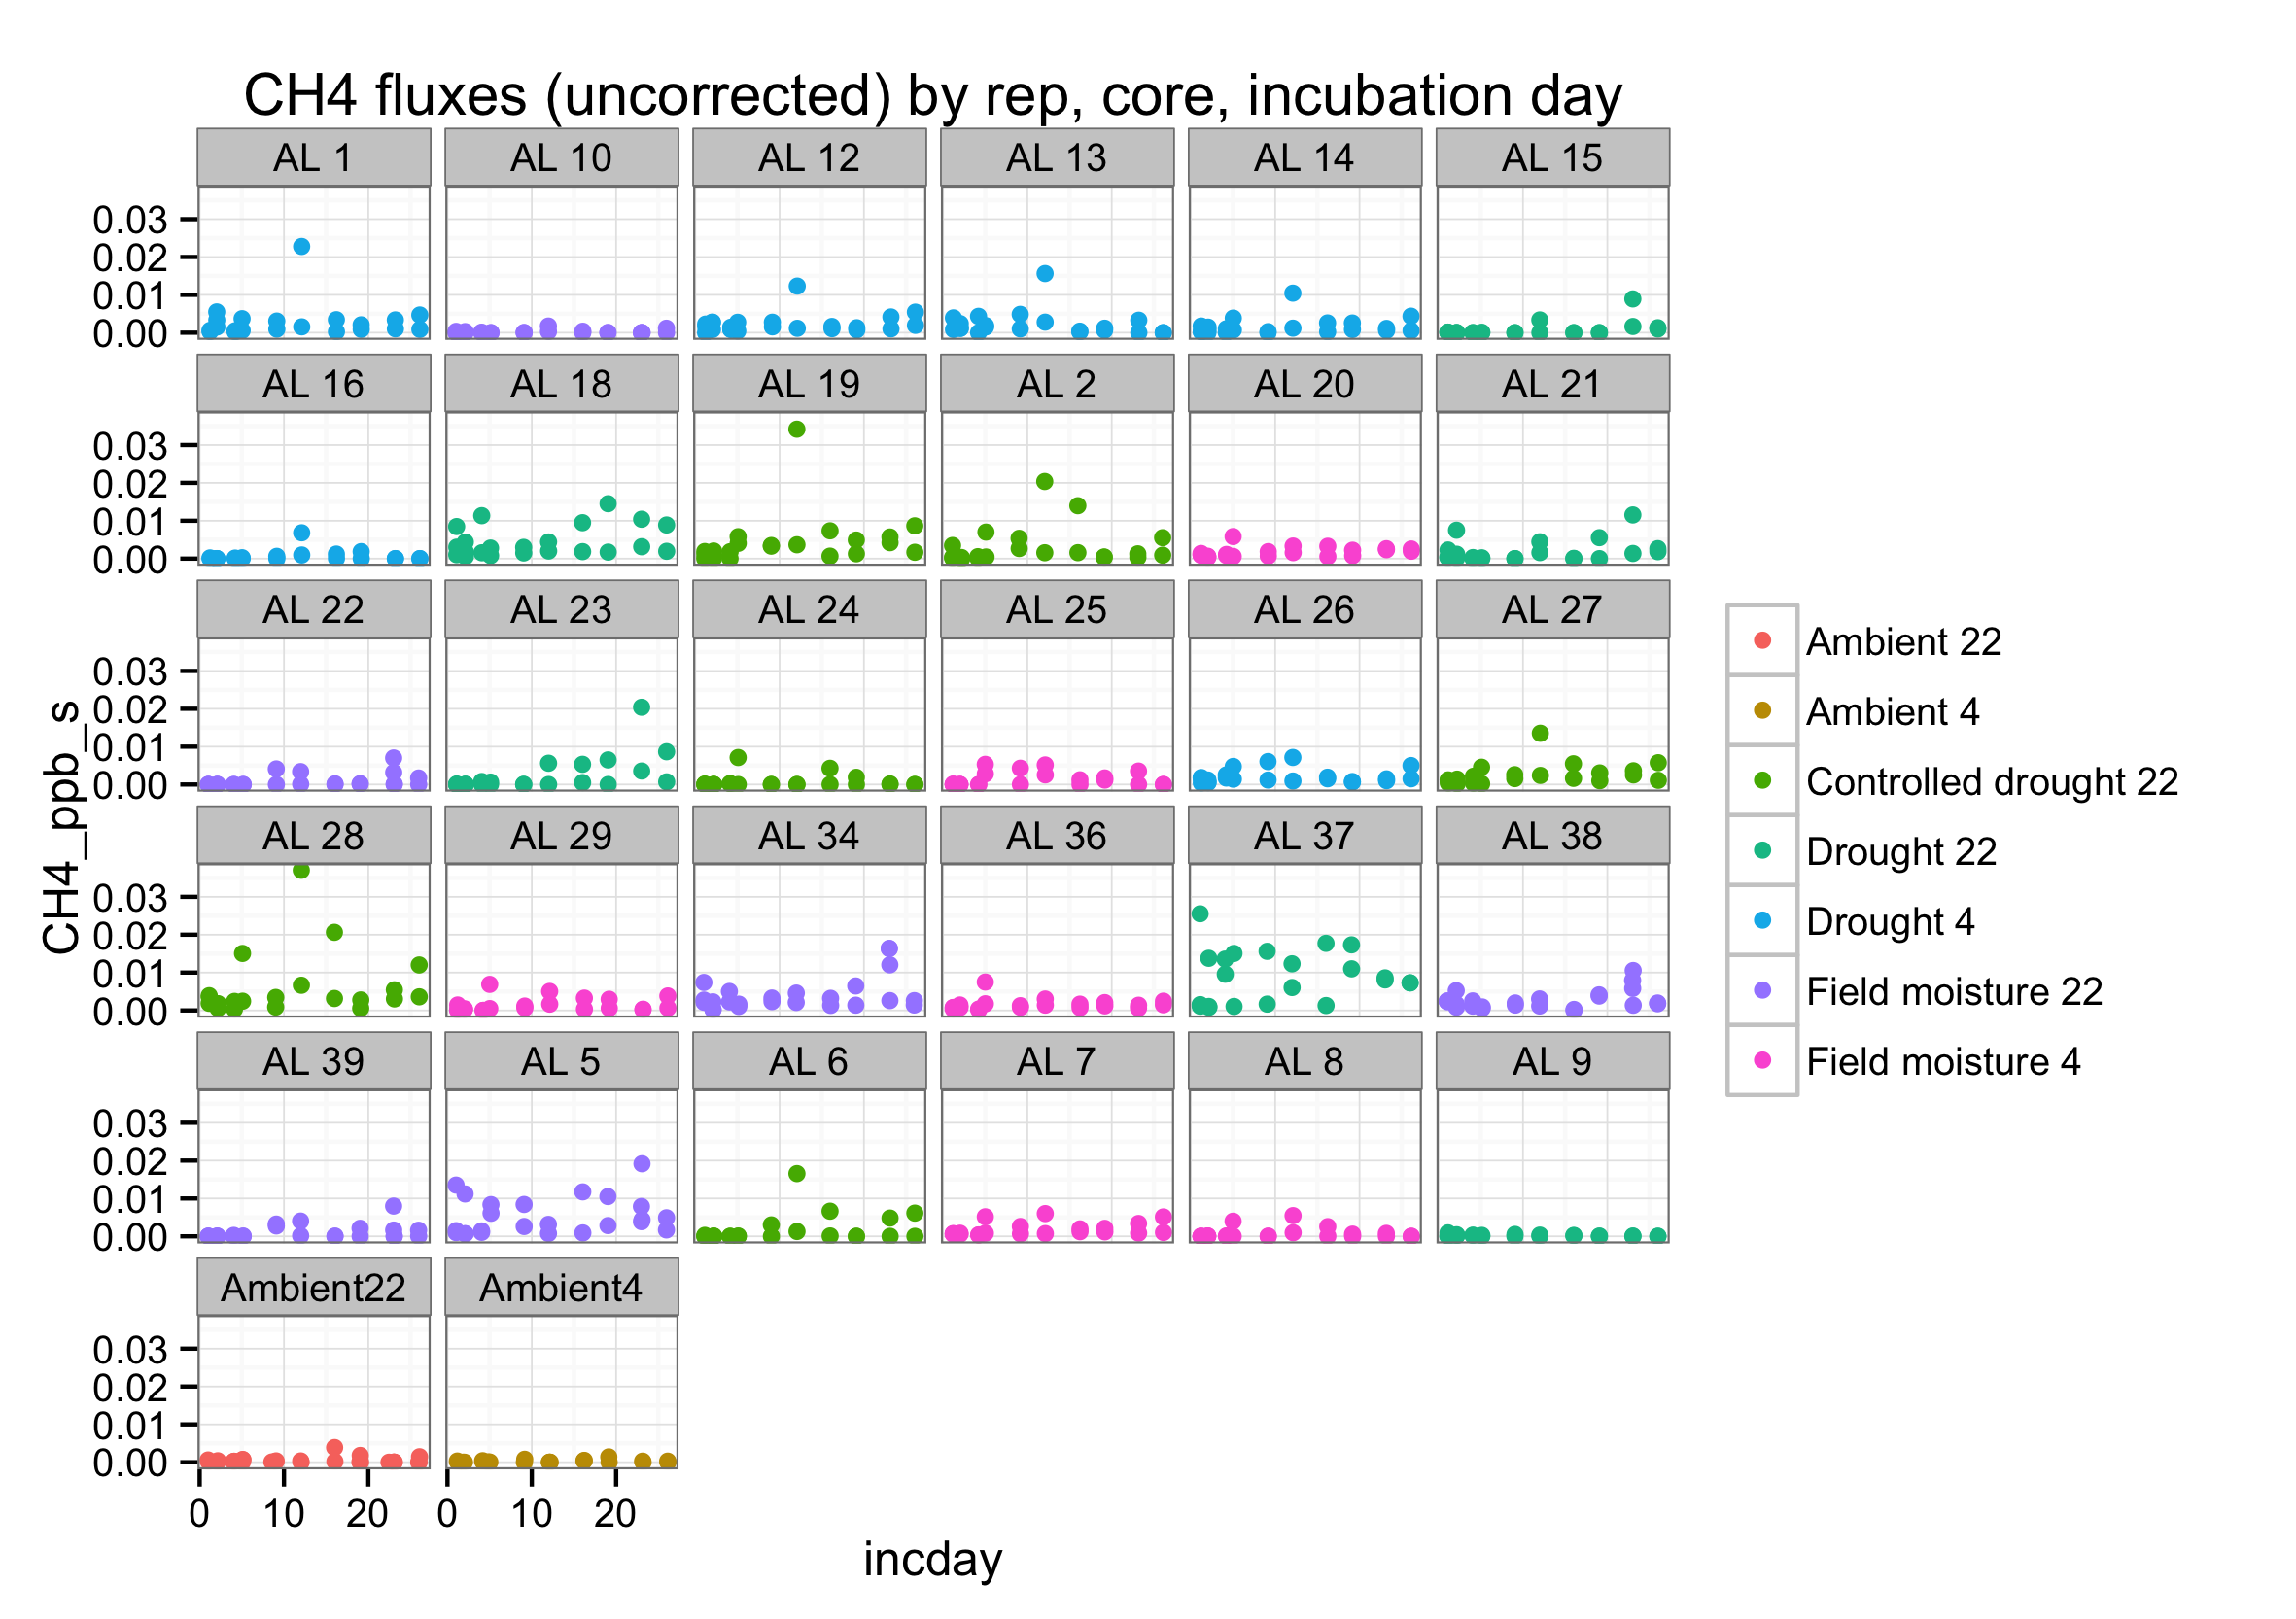 CH4 fluxes (uncorrected) by rep, core, incubation day
AL 1 AL 10 AL 12 AL 13 AL 14 AL 15
0.03
0.02
0.01
0.00
AL 16 AL 18 AL 19 AL 2 AL 20 AL 21
0.03
0.02
0.01
0.00
AL 22 AL 23 AL 24 AL 25 AL 26 AL 27
0.03
0.02
0.01
0.00
AL 28 AL 29 AL 34 AL 36 AL 37 AL 38
0.03
0.02
0.01
0.00
AL 39 AL 5 AL 6 AL 7 AL 8 AL 9
0.03
0.02
0.01
0.00
Ambient22 Ambient4
0.03
0.02
0.01
0.00
0 10 20 0 10 20
incday
CH4_ppb_s
Ambient 22
Ambient 4
Controlled drought 22
Drought 22
Drought 4
Field moisture 22
Field moisture 4